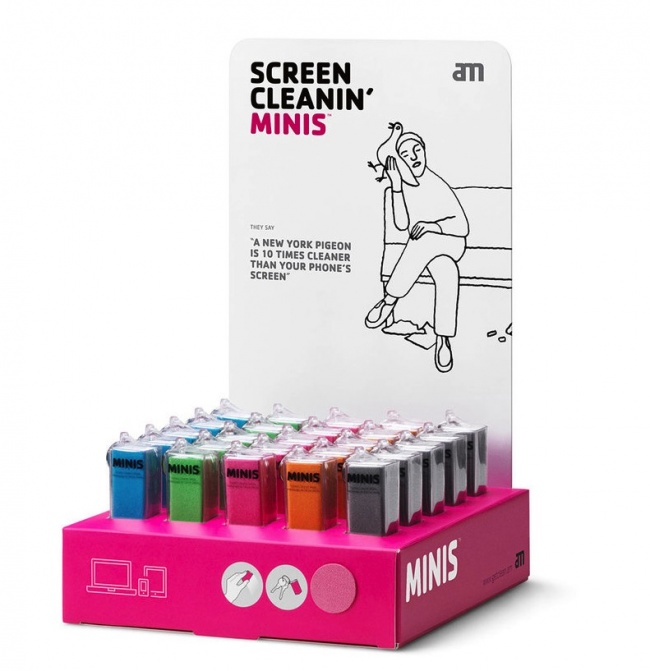 SCREEN
CLEANIN'
MINIS™
am
THEY SAY
"A NEW YORK PIGEON
IS 10 TIMES CLEANER
THAN YOUR PHONE'S
SCREEN"
MINIS
MINIS
MINIS
MINIS
MINIS
MINIS
am